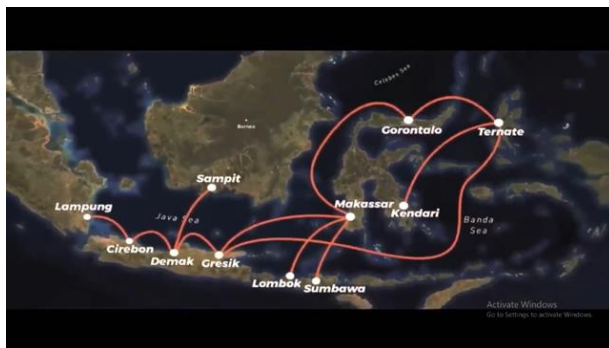 Celebes Sea
Borneo
Gorontalo
Ternate
Sampit
Lampung
Java Sea
Makassar
Kendari
Banda
Sea
Cirebon
Demak
Gresik
Lombok
Sumbawa
Activate Windows
Go to Settings to activate Windows.